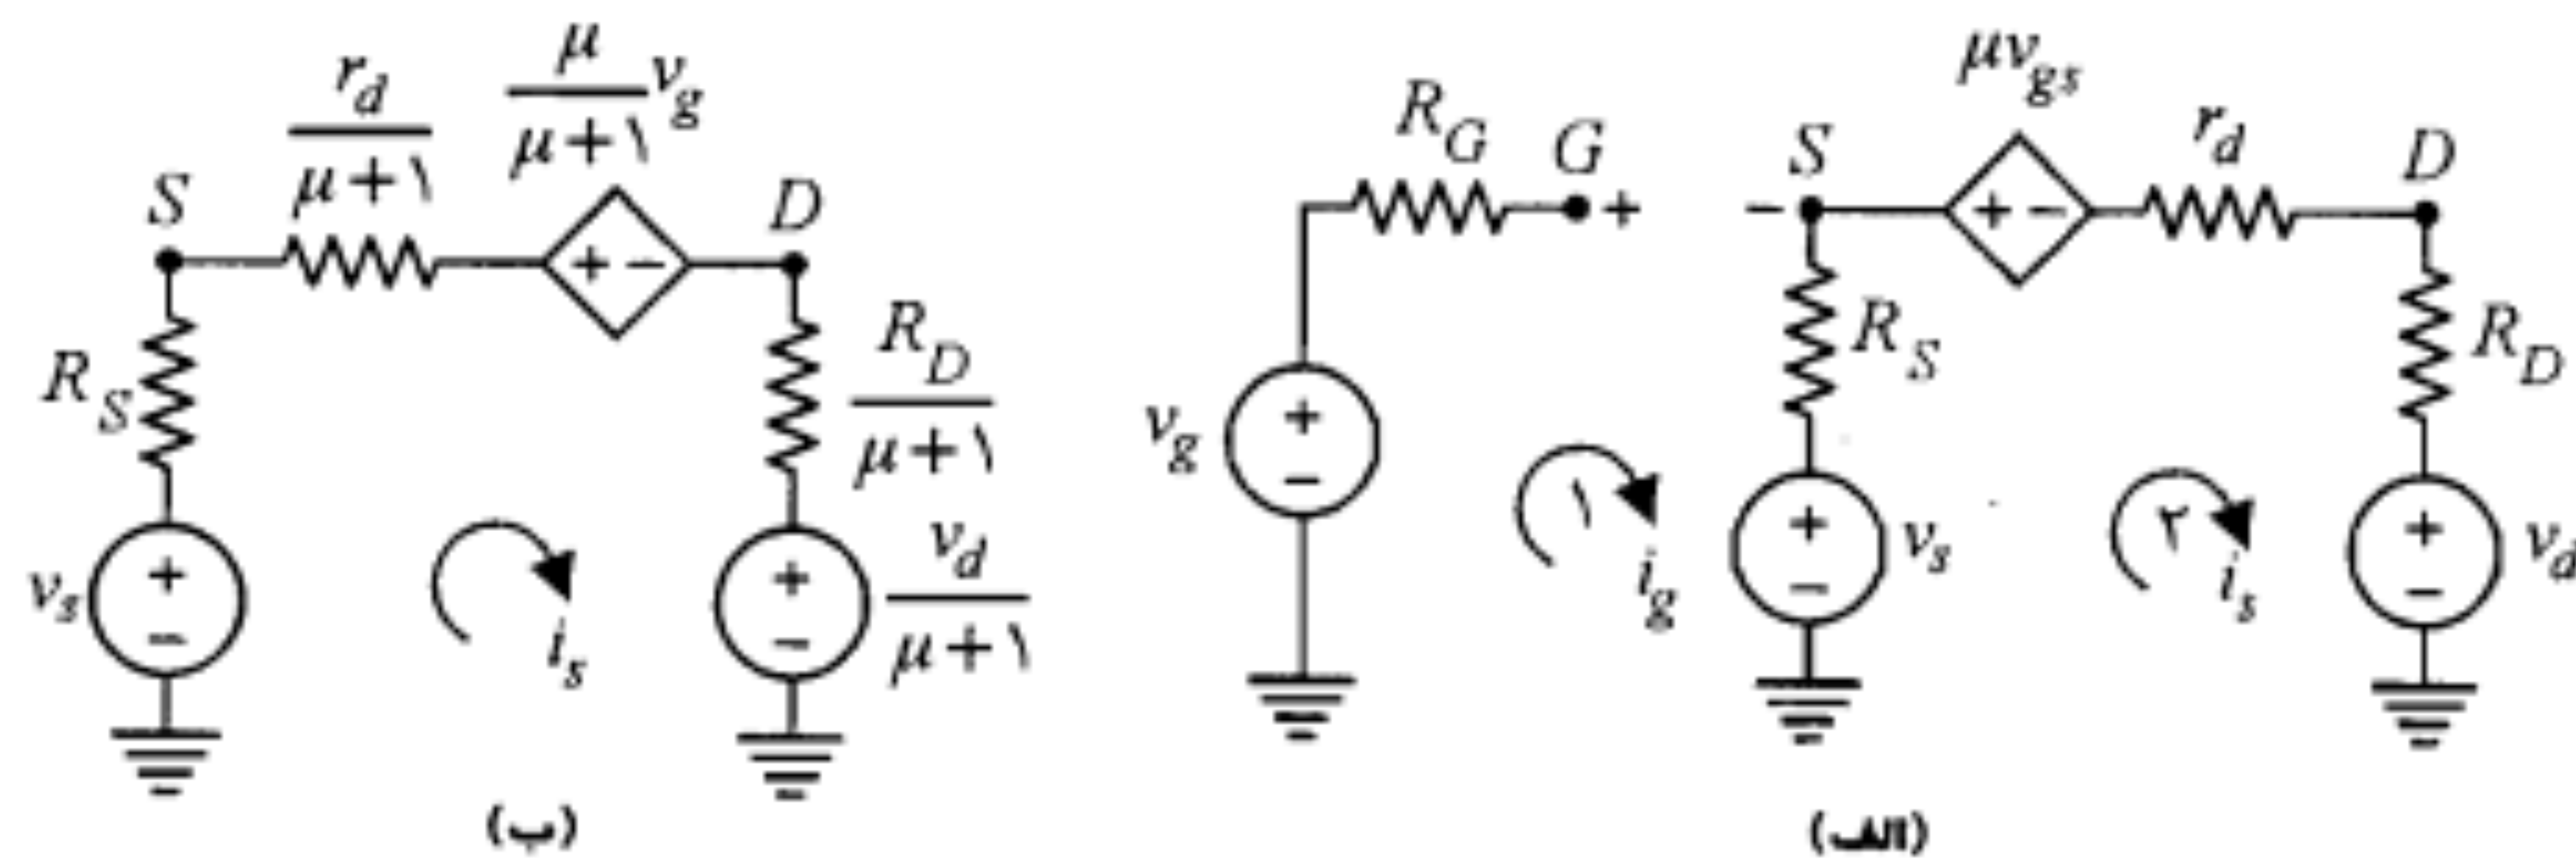 r_d/μ+۱
μ/μ+۱ v_g
S
D
R_S
R_D/μ+۱
v_s
+
-
i_s
v_d/μ+۱
+
-
+ -
(ب)
μv_gs
R_G
G
+
-
S
+ -
r_d
D
R_S
R_D
v_g
+
-
۱
i_g
+
-
v_s
۲
i_s
+
-
v_d
(الف)